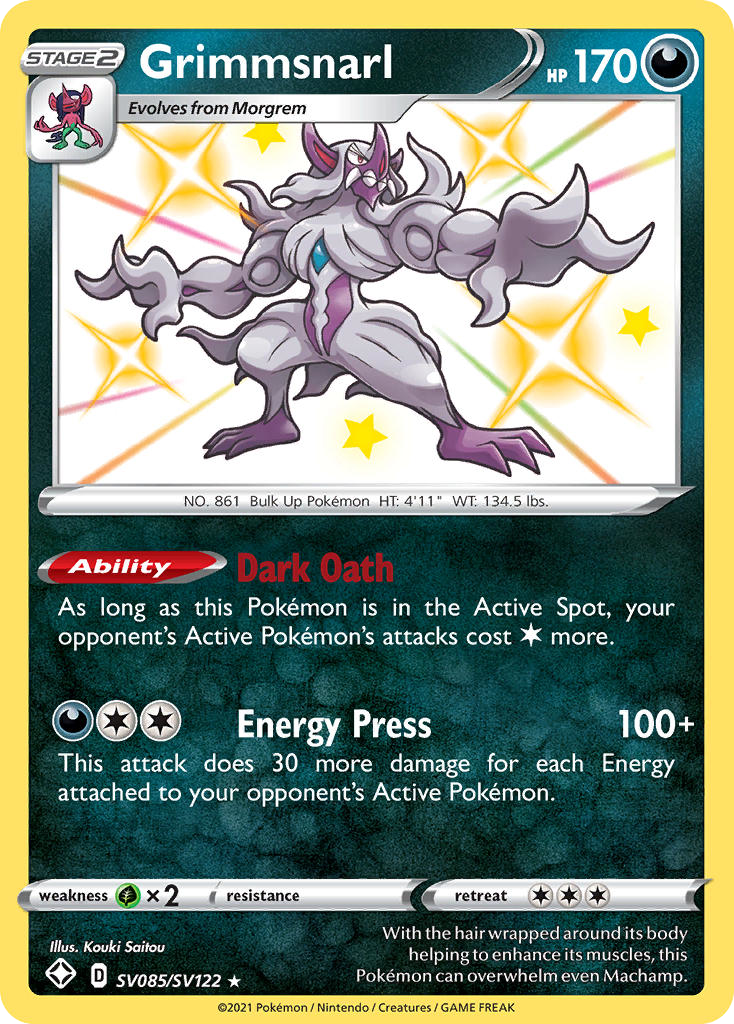 STAGE 2
Grimmsnarl
HP 170
Evolves from Morgrem
NO. 861 Bulk Up Pokémon HT: 4'11" WT: 134.5 lbs.
Ability Dark Oath
As long as this Pokémon is in the Active Spot, your
opponent's Active Pokémon's attacks cost more.
Energy Press 100+
This attack does 30 more damage for each Energy
attached to your opponent's Active Pokémon.
weakness ×2 resistance retreat
Illus. Kouki Saitou
With the hair wrapped around its body
helping to enhance its muscles, this
Pokémon can overwhelm even Machamp.
D SV085/SV122 ★
©2021 Pokémon / Nintendo / Creatures / GAME FREAK